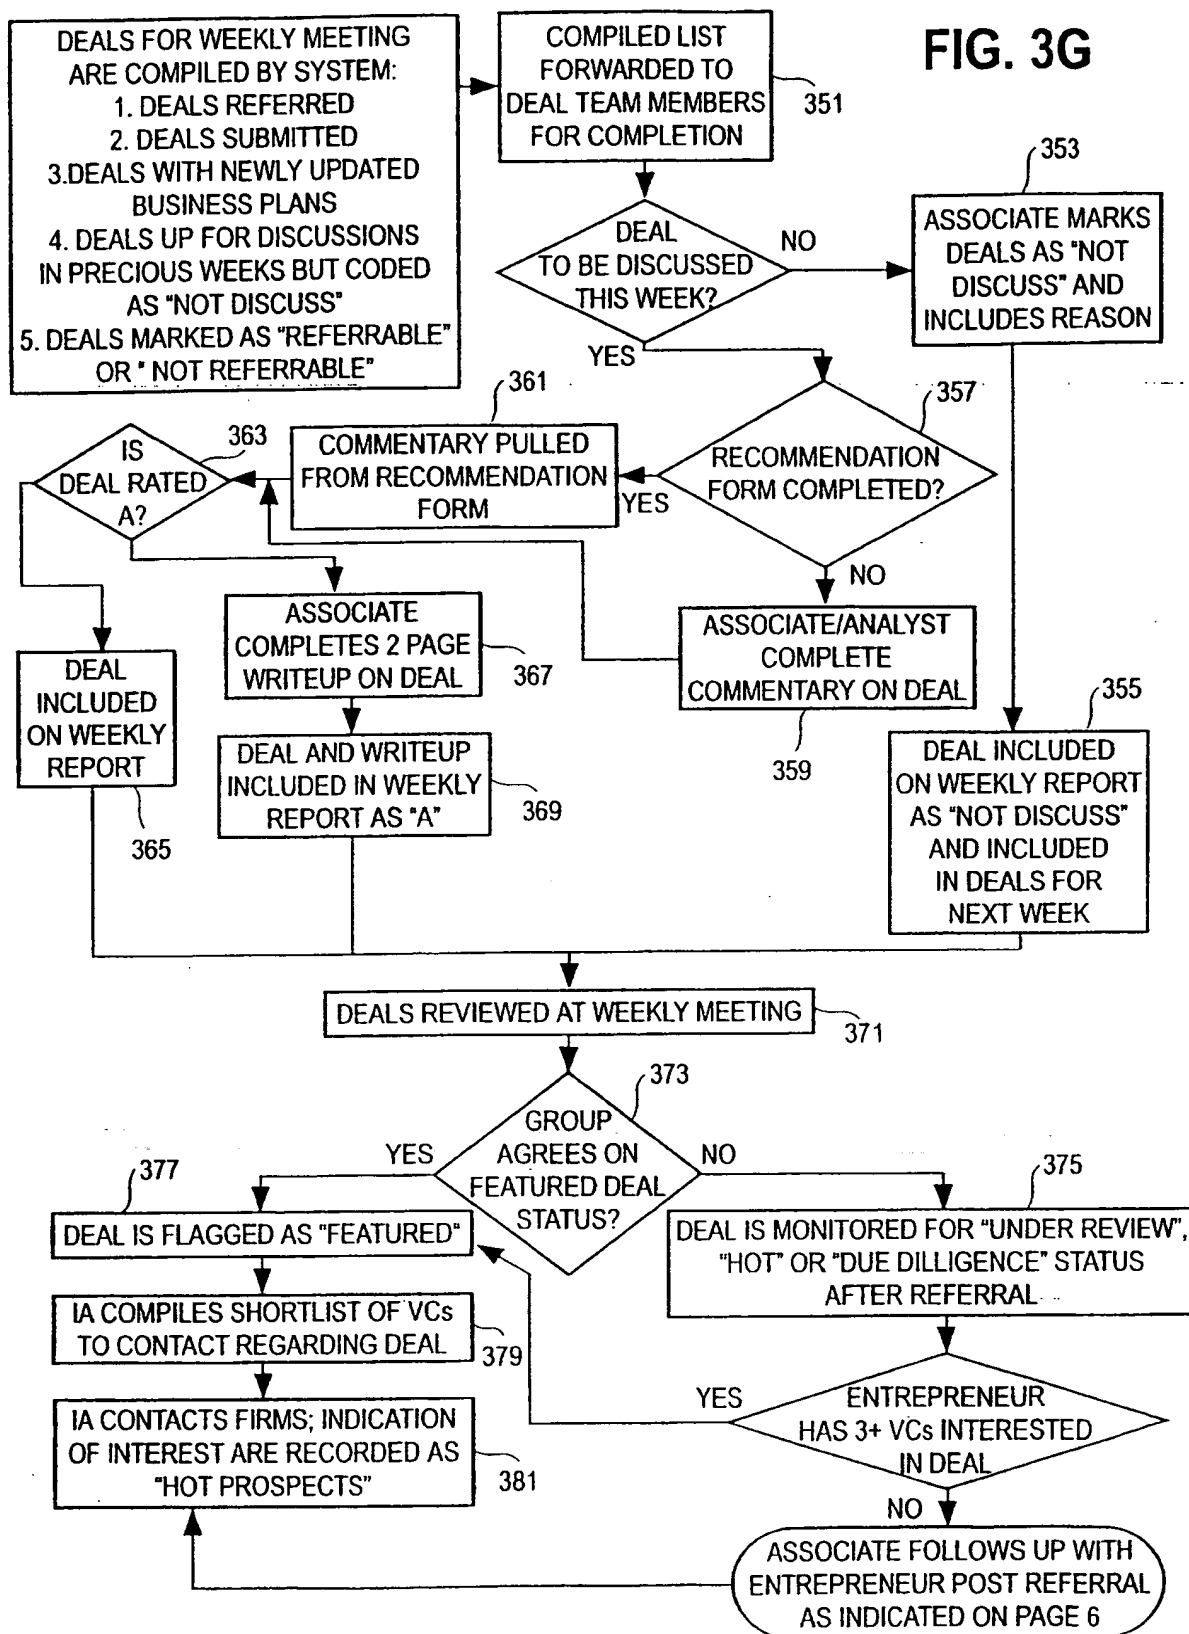 FIG. 3G
DEALS FOR WEEKLY MEETING
ARE COMPILED BY SYSTEM:
1. DEALS REFERRED
2. DEALS SUBMITTED
3.DEALS WITH NEWLY UPDATED
BUSINESS PLANS
4. DEALS UP FOR DISCUSSIONS
IN PRECIOUS WEEKS BUT CODED
AS "NOT DISCUSS"
5. DEALS MARKED AS "REFERRABLE"
OR " NOT REFERRABLE"
COMPILED LIST
FORWARDED TO
DEAL TEAM MEMBERS
FOR COMPLETION
351
DEAL
TO BE DISCUSSED
THIS WEEK?
NO
YES
353
ASSOCIATE MARKS
DEALS AS "NOT
DISCUSS" AND
INCLUDES REASON
357
RECOMMENDATION
FORM COMPLETED?
YES
NO
361
COMMENTARY PULLED
FROM RECOMMENDATION
FORM
363
IS
DEAL RATED
A?
ASSOCIATE
COMPLETES 2 PAGE
WRITEUP ON DEAL
367
ASSOCIATE/ANALYST
COMPLETE
COMMENTARY ON DEAL
359
DEAL
INCLUDED
ON WEEKLY
REPORT
365
DEAL AND WRITEUP
INCLUDED IN WEEKLY
REPORT AS "A"
369
355
DEAL INCLUDED
ON WEEKLY REPORT
AS "NOT DISCUSS"
AND INCLUDED
IN DEALS FOR
NEXT WEEK
DEALS REVIEWED AT WEEKLY MEETING
371
373
GROUP
AGREES ON
FEATURED DEAL
STATUS?
YES
NO
377
DEAL IS FLAGGED AS "FEATURED"
375
DEAL IS MONITORED FOR "UNDER REVIEW",
"HOT" OR "DUE DILLIGENCE" STATUS
AFTER REFERRAL
IA COMPILES SHORTLIST OF VCs
TO CONTACT REGARDING DEAL
379
YES
ENTREPRENEUR
HAS 3+ VCs INTERESTED
IN DEAL
NO
IA CONTACTS FIRMS; INDICATION
OF INTEREST ARE RECORDED AS
"HOT PROSPECTS"
381
ASSOCIATE FOLLOWS UP WITH
ENTREPRENEUR POST REFERRAL
AS INDICATED ON PAGE 6